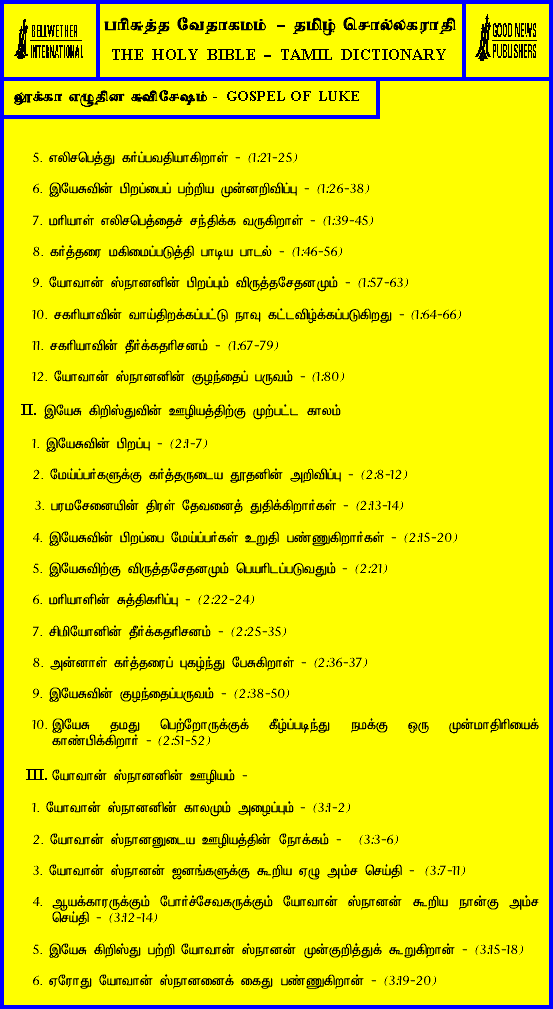 BELLWETHER
INTERNATIONAL
பரிசுத்த வேதாகமம் – தமிழ் சொல்லகராதி
THE HOLY BIBLE – TAMIL DICTIONARY
GOOD NEWS
PUBLISHERS
லூக்கா எழுதின சுவிசேஷம் - GOSPEL OF LUKE
5. எலிசபெத்து கர்ப்பவதியாகிறாள் - (1:21-25)
6. இயேசுவின் பிறப்பைப் பற்றிய முன்னறிவிப்பு - (1:26-38)
7. மரியாள் எலிசபெத்தைச் சந்திக்க வருகிறாள் - (1:39-45)
8. கர்த்தரை மகிமைப்படுத்தி பாடிய பாடல் - (1:46-56)
9. யோவான் ஸ்நானனின் பிறப்பும் விருத்தசேதனமும் - (1:57-63)
10. சகரியாவின் வாய்திறக்கப்பட்டு நாவு கட்டவிழ்க்கப்படுகிறது - (1:64-66)
11. சகரியாவின் தீர்க்கதரிசனம் - (1:67-79)
12. யோவான் ஸ்நானனின் குழந்தைப் பருவம் - (1:80)
II. இயேசு கிறிஸ்துவின் ஊழியத்திற்கு முற்பட்ட காலம்
1. இயேசுவின் பிறப்பு - (2:1-7)
2. மேய்ப்பர்களுக்கு கர்த்தருடைய தூதனின் அறிவிப்பு - (2:8-12)
3. பரமசேனையின் திரள் தேவனைத் துதிக்கிறார்கள் - (2:13-14)
4. இயேசுவின் பிறப்பை மேய்ப்பர்கள் உறுதி பண்ணுகிறார்கள் - (2:15-20)
5. இயேசுவிற்கு விருத்தசேதனமும் பெயரிடப்படுவதும் - (2:21)
6. மரியாளின் சுத்திகரிப்பு - (2:22-24)
7. சிமியோனின் தீர்க்கதரிசனம் - (2:25-35)
8. அன்னாள் கர்த்தரைப் புகழ்ந்து பேசுகிறாள் - (2:36-37)
9. இயேசுவின் குழந்தைப்பருவம் - (2:38-50)
10. இயேசு தமது பெற்றோருக்குக் கீழ்ப்படிந்து நமக்கு ஒரு முன்மாதிரியைக்
காண்பிக்கிறார் - (2:51-52)
III. யோவான் ஸ்நானனின் ஊழியம் -
1. யோவான் ஸ்நானனின் காலமும் அழைப்பும் - (3:1-2)
2. யோவான் ஸ்நானனுடைய ஊழியத்தின் நோக்கம் - (3:3-6)
3. யோவான் ஸ்நானன் ஜனங்களுக்கு கூறிய ஏழு அம்ச செய்தி - (3:7-11)
4. ஆயக்காரருக்கும் போர்ச்சேவகருக்கும் யோவான் ஸ்நானன் கூறிய நான்கு அம்ச
செய்தி - (3:12-14)
5. இயேசு கிறிஸ்து பற்றி யோவான் ஸ்நானன் முன்குறித்துக் கூறுகிறான் - (3:15-18)
6. ஏரோது யோவான் ஸ்நானனைக் கைது பண்ணுகிறான் - (3:19-20)